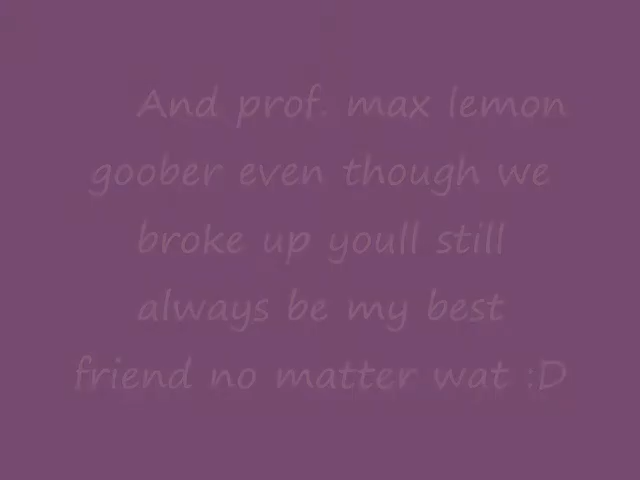 And prof. max lemon
goober even though we
broke up youll still
always be my best
friend no matter wat :D